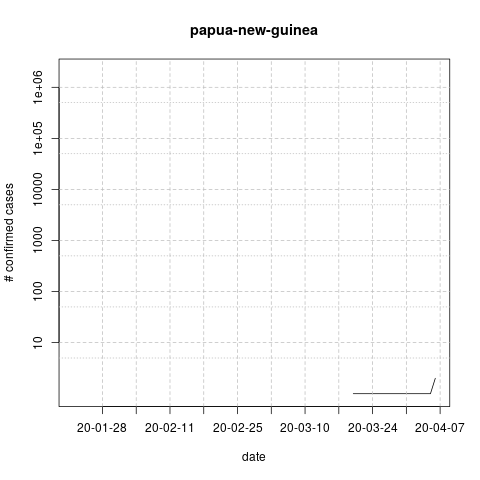 papua-new-guinea
# confirmed cases
1e+06
1e+05
10000
1000
100
10
20-01-28
20-02-11
20-02-25
20-03-10
20-03-24
20-04-07
date